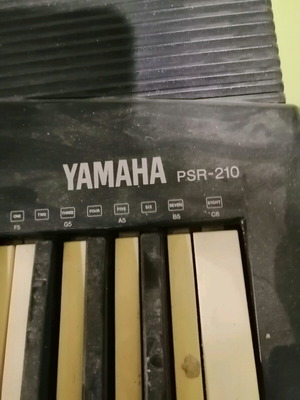 YAMAHA PSR-210
ONE TWO THREE FOUR FIVE SIX SEVEN EIGHT
F5 G5 A5 B5 C6